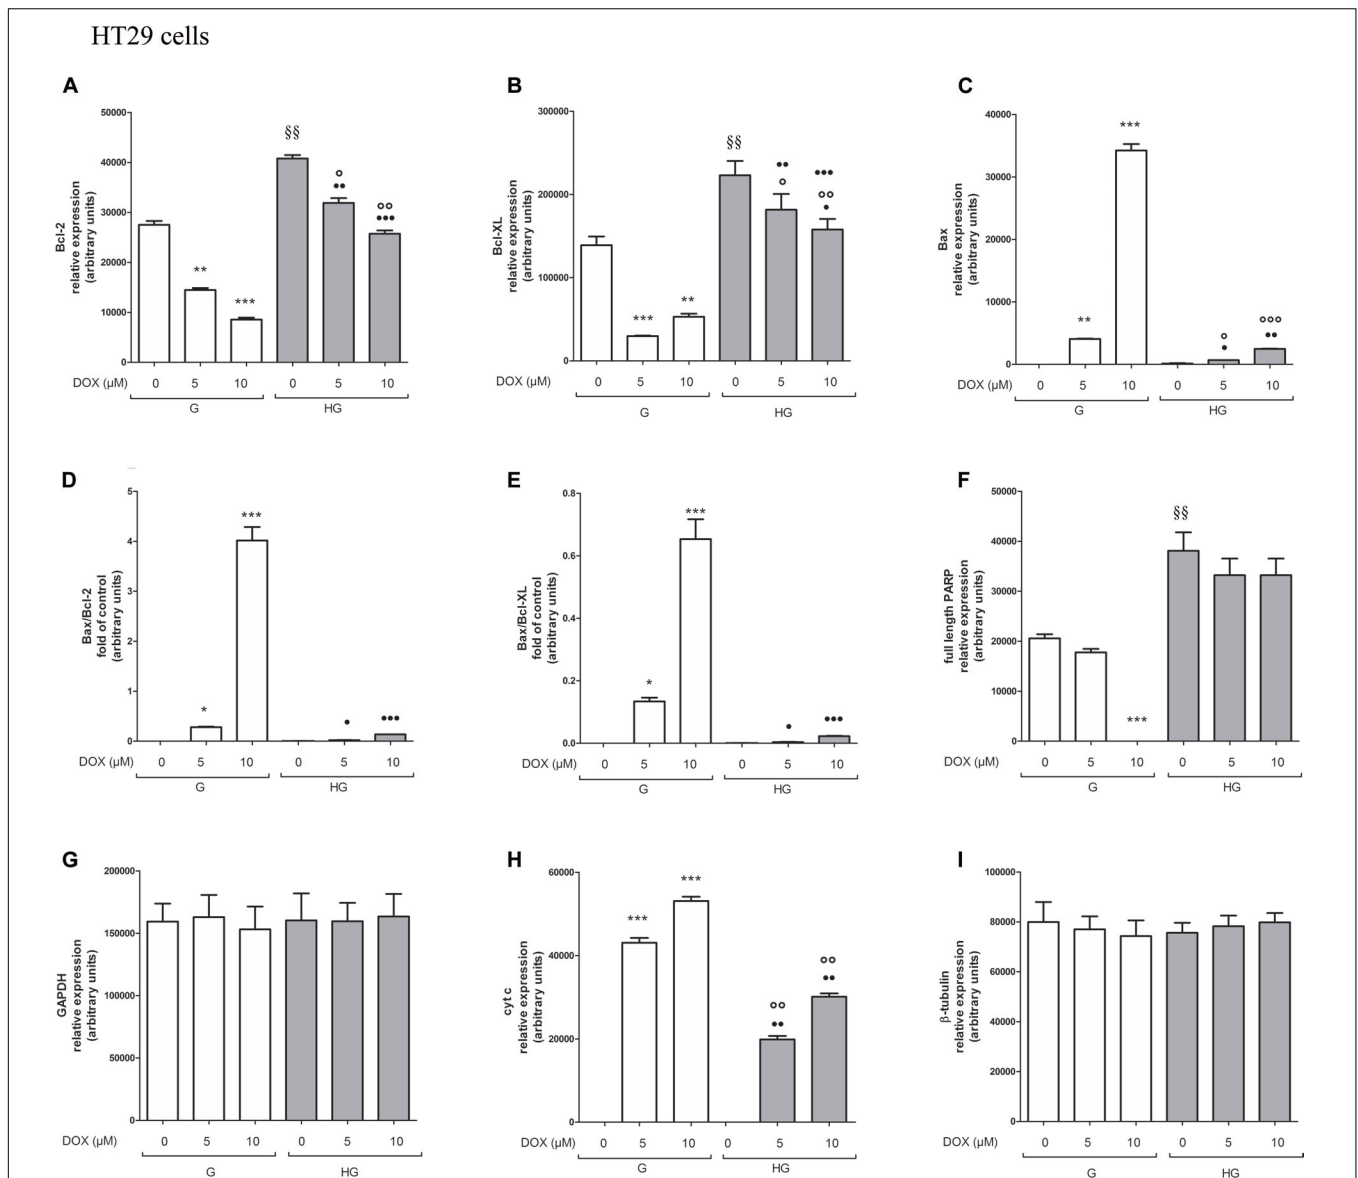 HT29 cells
A
Bcl-2
relative expression
(arbitrary units)
50000
40000
30000
20000
10000
0
**
***
§§
°
••
°°
•••
DOX (µM)
0 5 10 0 5 10
G HG
B
Bcl-XL
relative expression
(arbitrary units)
300000
200000
100000
0
***
**
§§
••
°
•••
°°
•
DOX (µM)
0 5 10 0 5 10
G HG
C
Bax
relative expression
(arbitrary units)
40000
30000
20000
10000
0
**
***
°
•
°°°
••
DOX (µM)
0 5 10 0 5 10
G HG
D
Bax/Bcl-2
fold of control
(arbitrary units)
5
4
3
2
1
0
*
***
•
•••
DOX (µM)
0 5 10 0 5 10
G HG
E
Bax/Bcl-XL
fold of control
(arbitrary units)
0.8
0.6
0.4
0.2
0.0
*
***
•
•••
DOX (µM)
0 5 10 0 5 10
G HG
F
full length PARP
relative expression
(arbitrary units)
50000
40000
30000
20000
10000
0
***
§§
DOX (µM)
0 5 10 0 5 10
G HG
G
GAPDH
relative expression
(arbitrary units)
200000
150000
100000
50000
0
DOX (µM)
0 5 10 0 5 10
G HG
H
cyt c
relative expression
(arbitrary units)
60000
40000
20000
0
***
***
°°
••
°°
••
DOX (µM)
0 5 10 0 5 10
G HG
I
β-tubulin
relative expression
(arbitrary units)
100000
80000
60000
40000
20000
0
DOX (µM)
0 5 10 0 5 10
G HG